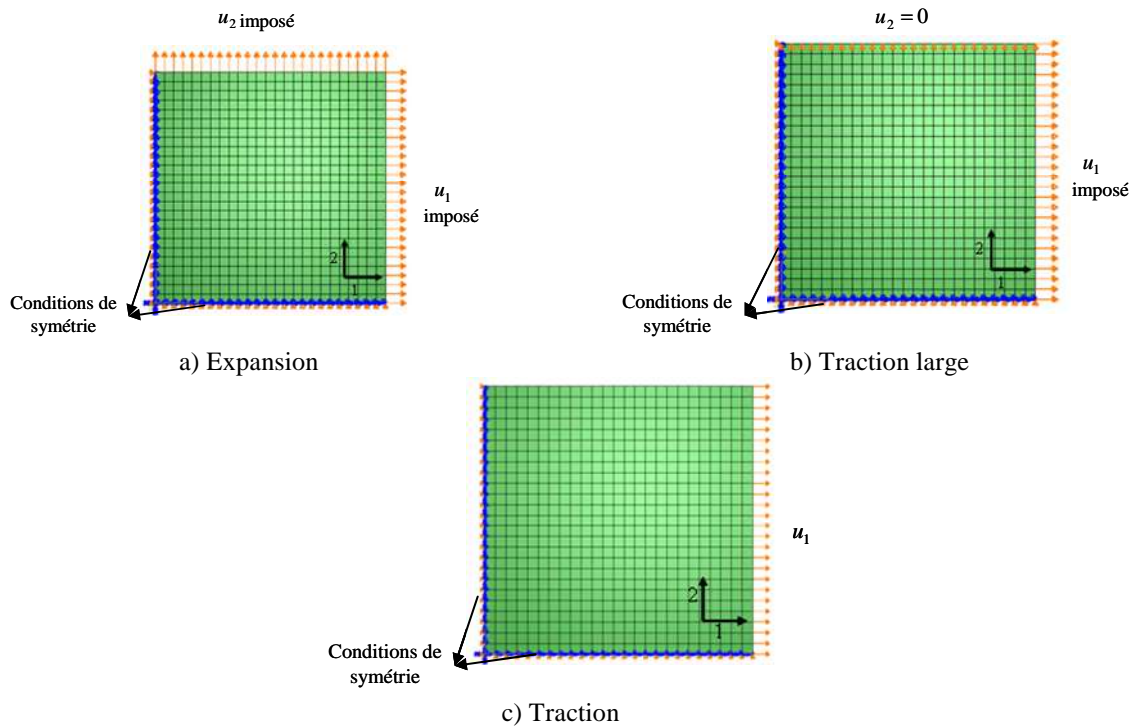 u₂ imposé
u₁
imposé
2
1
Conditions de
symétrie
a) Expansion
u₂ = 0
u₁
imposé
2
1
Conditions de
symétrie
b) Traction large
u₁
2
1
Conditions de
symétrie
c) Traction